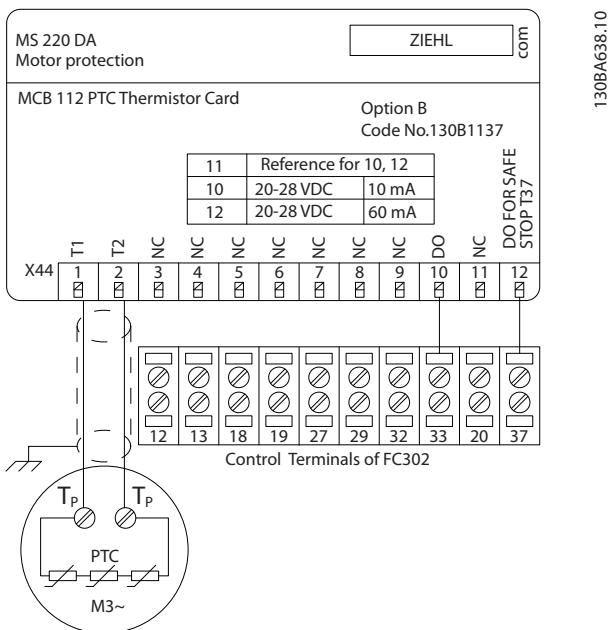 MS 220 DA
Motor protection
ZIEHL
com
130BA638.10
MCB 112 PTC Thermistor Card
Option B
Code No.130B1137
11 Reference for 10, 12
10 20-28 VDC 10 mA
12 20-28 VDC 60 mA
T1 T2 NC NC NC NC NC NC NC DO NC DO FOR SAFE
STOP T37
X44 1 2 3 4 5 6 7 8 9 10 11 12
12 13 18 19 27 29 32 33 20 37
Control Terminals of FC302
TP TP
PTC
M3~